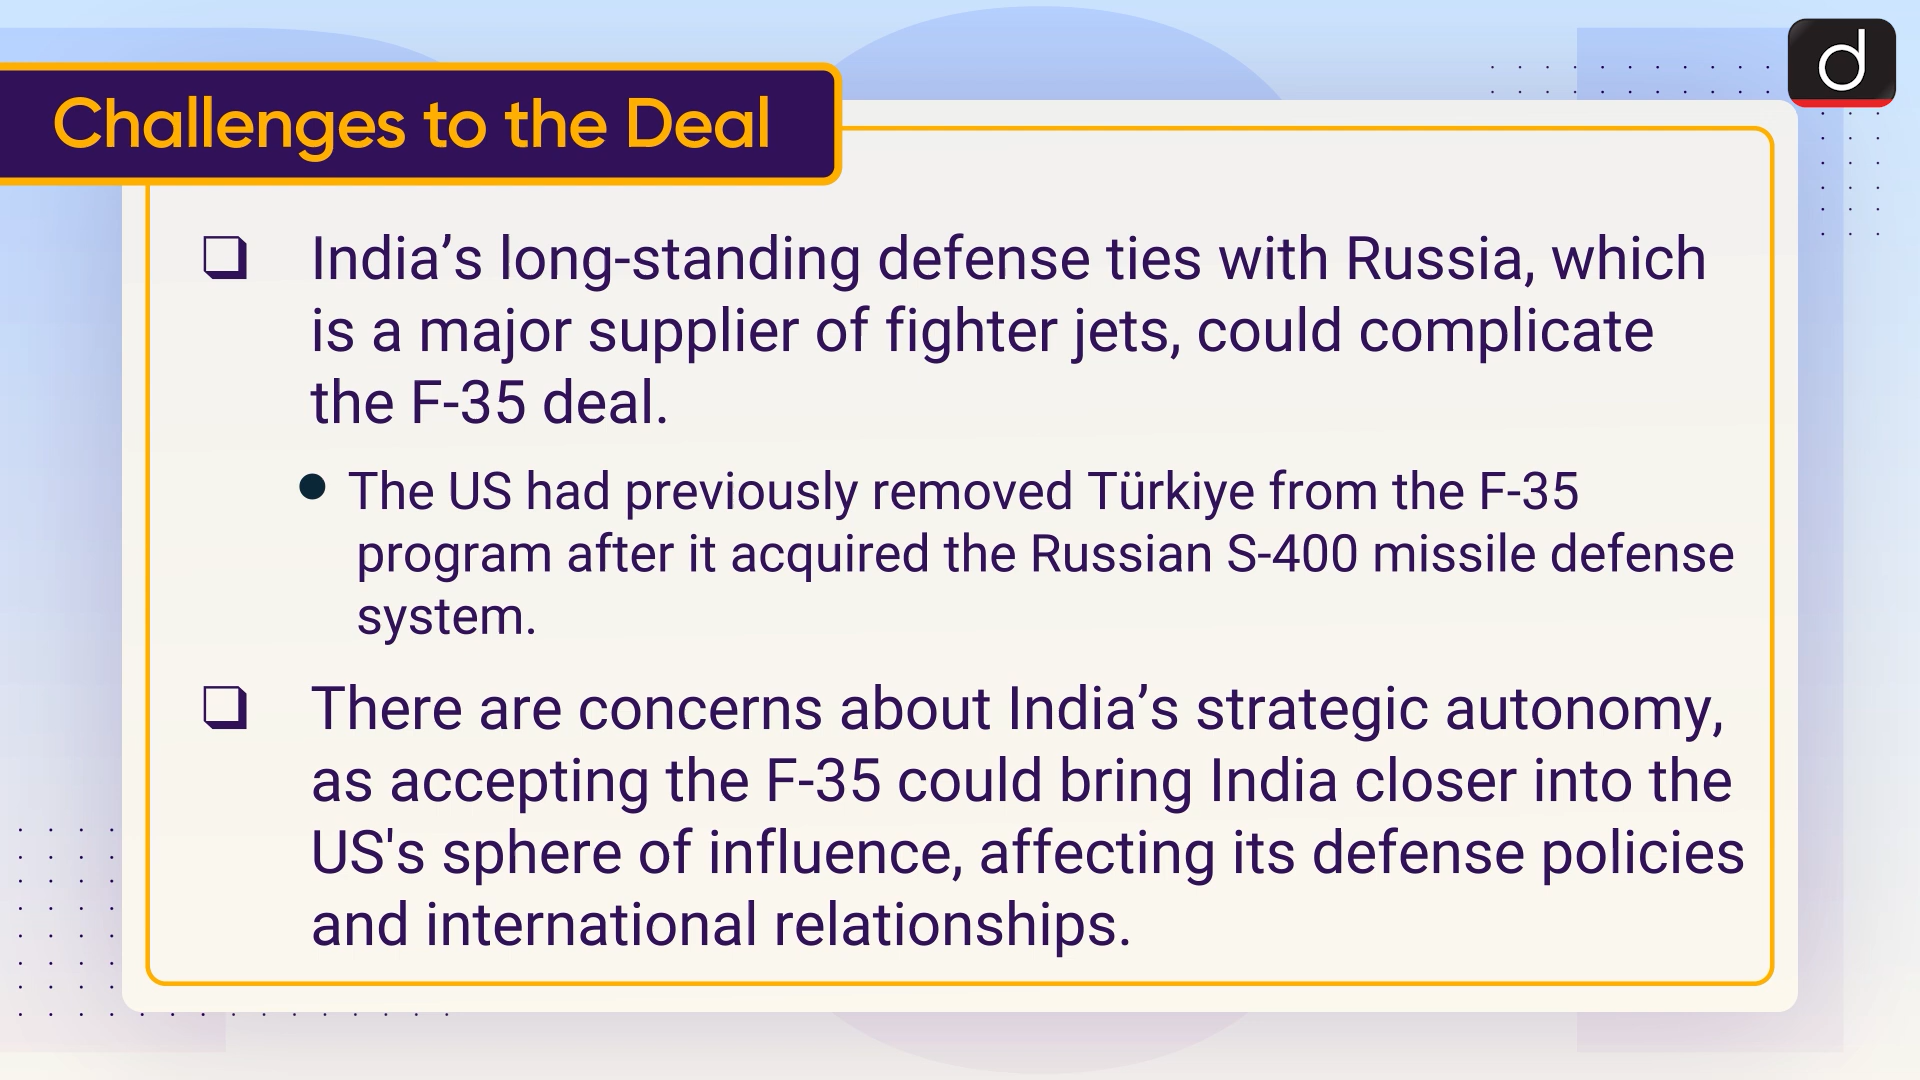 d
Challenges to the Deal
❑ India’s long-standing defense ties with Russia, which
is a major supplier of fighter jets, could complicate
the F-35 deal.
● The US had previously removed Türkiye from the F-35
program after it acquired the Russian S-400 missile defense
system.
❑ There are concerns about India’s strategic autonomy,
as accepting the F-35 could bring India closer into the
US's sphere of influence, affecting its defense policies
and international relationships.